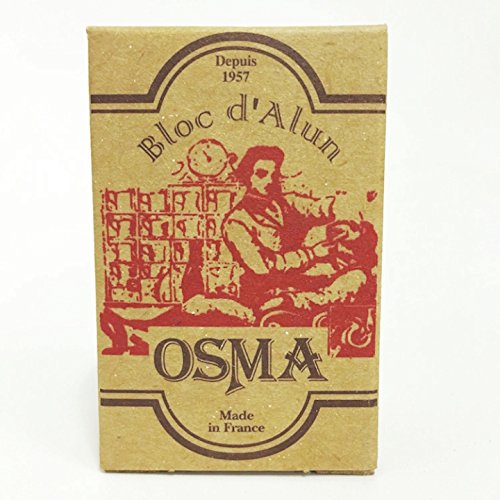 Depuis
1957
Bloc d'Alun
OSMA
Made
in France